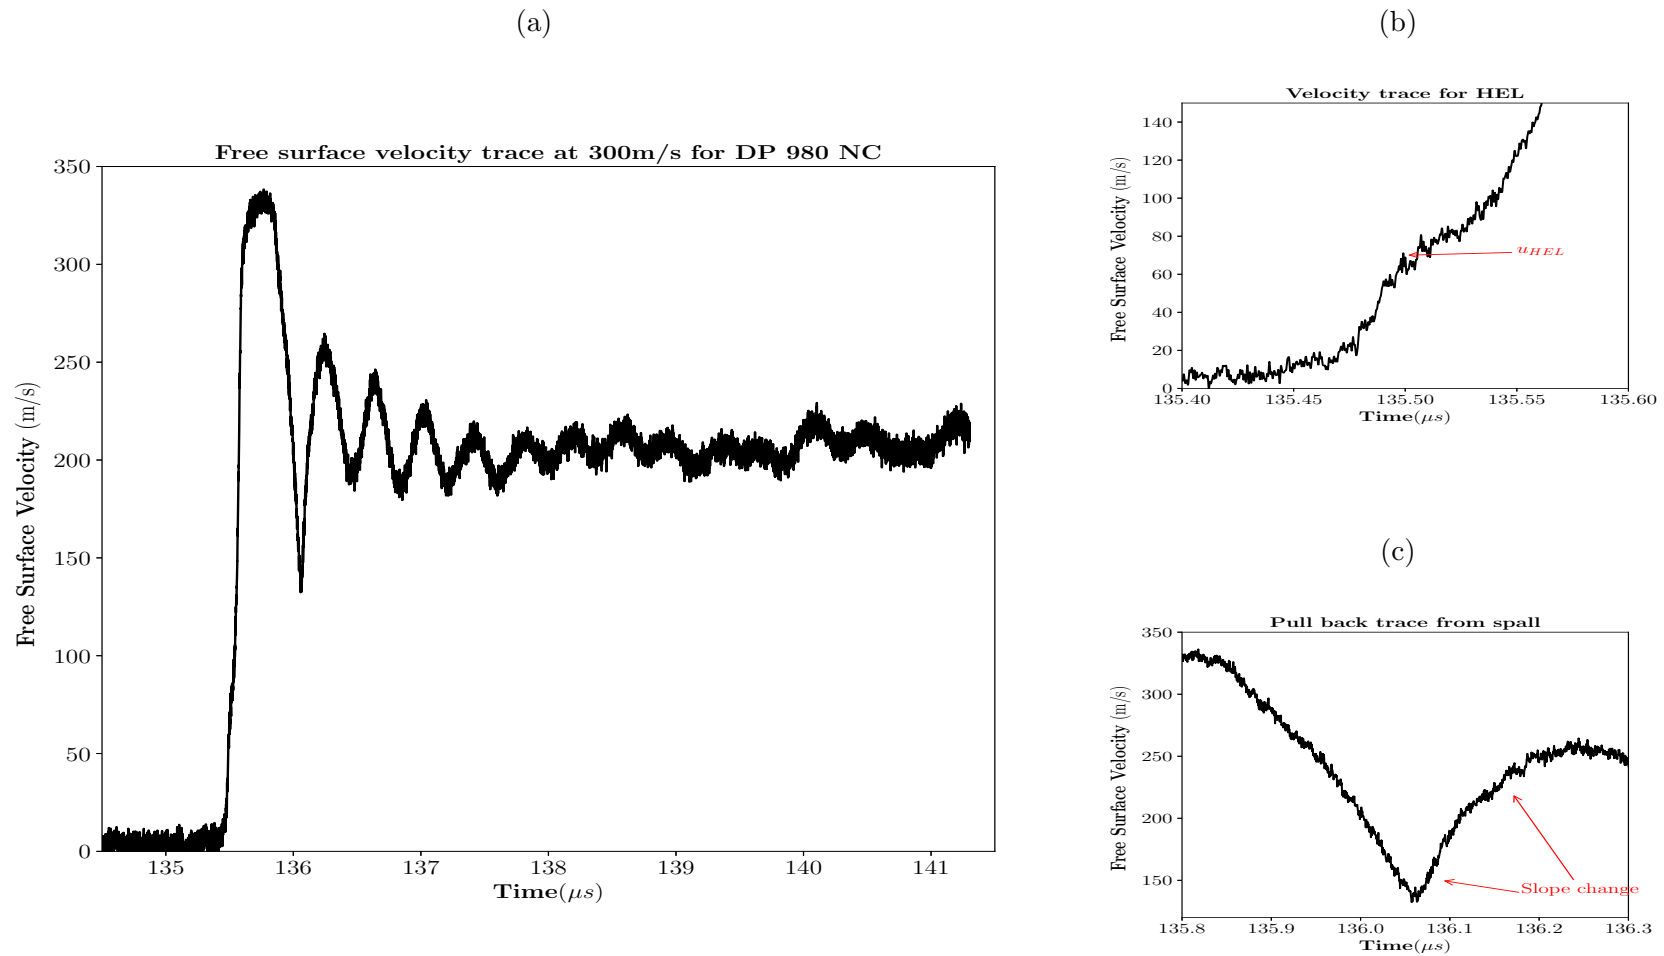 (a)
Free surface velocity trace at 300m/s for DP 980 NC
Free Surface Velocity (m/s)
350
300
250
200
150
100
50
0
135 136 137 138 139 140 141
Time(μs)
(b)
Velocity trace for HEL
Free Surface Velocity (m/s)
140
120
100
80
60
40
20
0
u_HEL
135.40 135.45 135.50 135.55 135.60
Time(μs)
(c)
Pull back trace from spall
Free Surface Velocity (m/s)
350
300
250
200
150
Slope change
135.8 135.9 136.0 136.1 136.2 136.3
Time(μs)